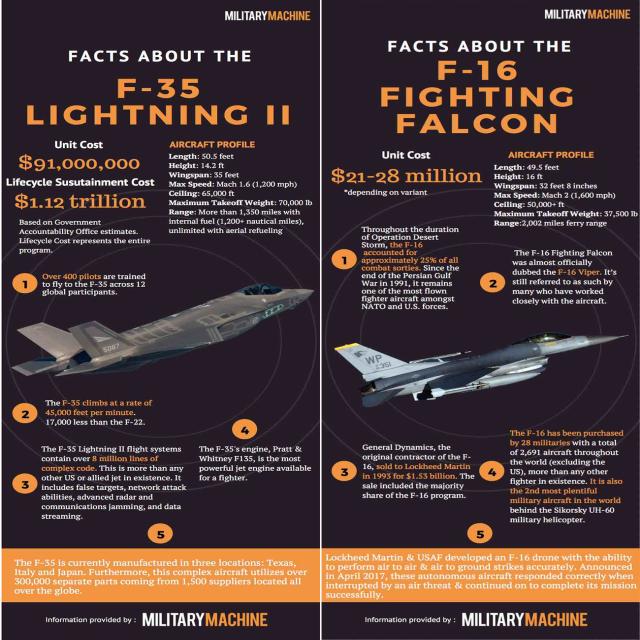 MILITARYMACHINE
FACTS ABOUT THE
F-35
LIGHTNING II
Unit Cost
$91,000,000
Lifecycle Susutainment Cost
$1.12 trillion
Based on Government
Accountability Office estimates.
Lifecycle Cost represents the entire
program.
AIRCRAFT PROFILE
Length: 50.5 feet
Height: 14.2 ft
Wingspan: 35 feet
Max Speed: Mach 1.6 (1,200 mph)
Ceiling: 65,000 ft
Maximum Takeoff Weight: 70,000 lb
Range: More than 1,350 miles with
internal fuel (1,200+ nautical miles),
unlimited with aerial refueling
1
Over 400 pilots are trained
to fly to the F-35 across 12
global participants.
5087
2
The F-35 climbs at a rate of
45,000 feet per minute.
17,000 less than the F-22.
3
The F-35 Lightning II flight systems
contain over 8 million lines of
complex code. This is more than any
other US or allied jet in existence. It
includes false targets, network attack
abilities, advanced radar and
communications jamming, and data
streaming.
4
The F-35's engine, Pratt &
Whitney F135, is the most
powerful jet engine available
for a fighter.
5
The F-35 is currently manufactured in three locations: Texas,
Italy and Japan. Furthermore, this complex aircraft utilizes over
300,000 separate parts coming from 1,500 suppliers located all
over the globe.
Information provided by : MILITARYMACHINE
MILITARYMACHINE
FACTS ABOUT THE
F-16
FIGHTING
FALCON
Unit Cost
$21-28 million
*depending on variant
AIRCRAFT PROFILE
Length: 49.5 feet
Height: 16 ft
Wingspan: 32 feet 8 inches
Max Speed: Mach 2 (1,600 mph)
Ceiling: 50,000+ ft
Maximum Takeoff Weight: 37,500 lb
Range:2,002 miles ferry range
1
Throughout the duration
of Operation Desert
Storm, the F-16
accounted for
approximately 25% of all
combat sorties. Since the
end of the Persian Gulf
War in 1991, it remains
one of the most flown
fighter aircraft amongst
NATO and U.S. forces.
2
The F-16 Fighting Falcon
was almost officially
dubbed the F-16 Viper. It's
still referred to as such by
many who have worked
closely with the aircraft.
WP
351
3
General Dynamics, the
original contractor of the F-
16, sold to Lockheed Martin
in 1993 for $1.53 billion. The
sale included the majority
share of the F-16 program.
4
The F-16 has been purchased
by 28 militaries with a total
of 2,691 aircraft throughout
the world (excluding the
US), more than any other
fighter in existence. It is also
the 2nd most plentiful
military aircraft in the world
behind the Sikorsky UH-60
military helicopter.
5
Lockheed Martin & USAF developed an F-16 drone with the ability
to perform air to air & air to ground strikes accurately. Announced
in April 2017, these autonomous aircraft responded correctly when
interrupted by an air threat & continued on to complete its mission
successfully.
Information provided by : MILITARYMACHINE